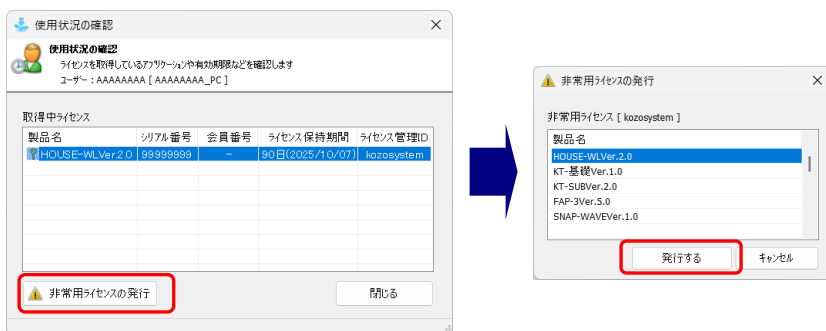 使用状況の確認
使用状況の確認
ライセンスを取得しているアプリケーションや有効期限などを確認します
ユーザー : AAAAAAAA [ AAAAAAAA_PC ]
取得中ライセンス
製品名 シリアル番号 会員番号 ライセンス保持期間 ライセンス管理ID
HOUSE-WLVer.2.0 99999999 － 90日(2025/10/07) kozosystem
非常用ライセンスの発行
閉じる
非常用ライセンスの発行
非常用ライセンス [ kozosystem ]
製品名
HOUSE-WLVer.2.0
KT-基礎Ver.1.0
KT-SUBVer.2.0
FAP-3Ver.5.0
SNAP-WAVEVer.1.0
発行する
キャンセル